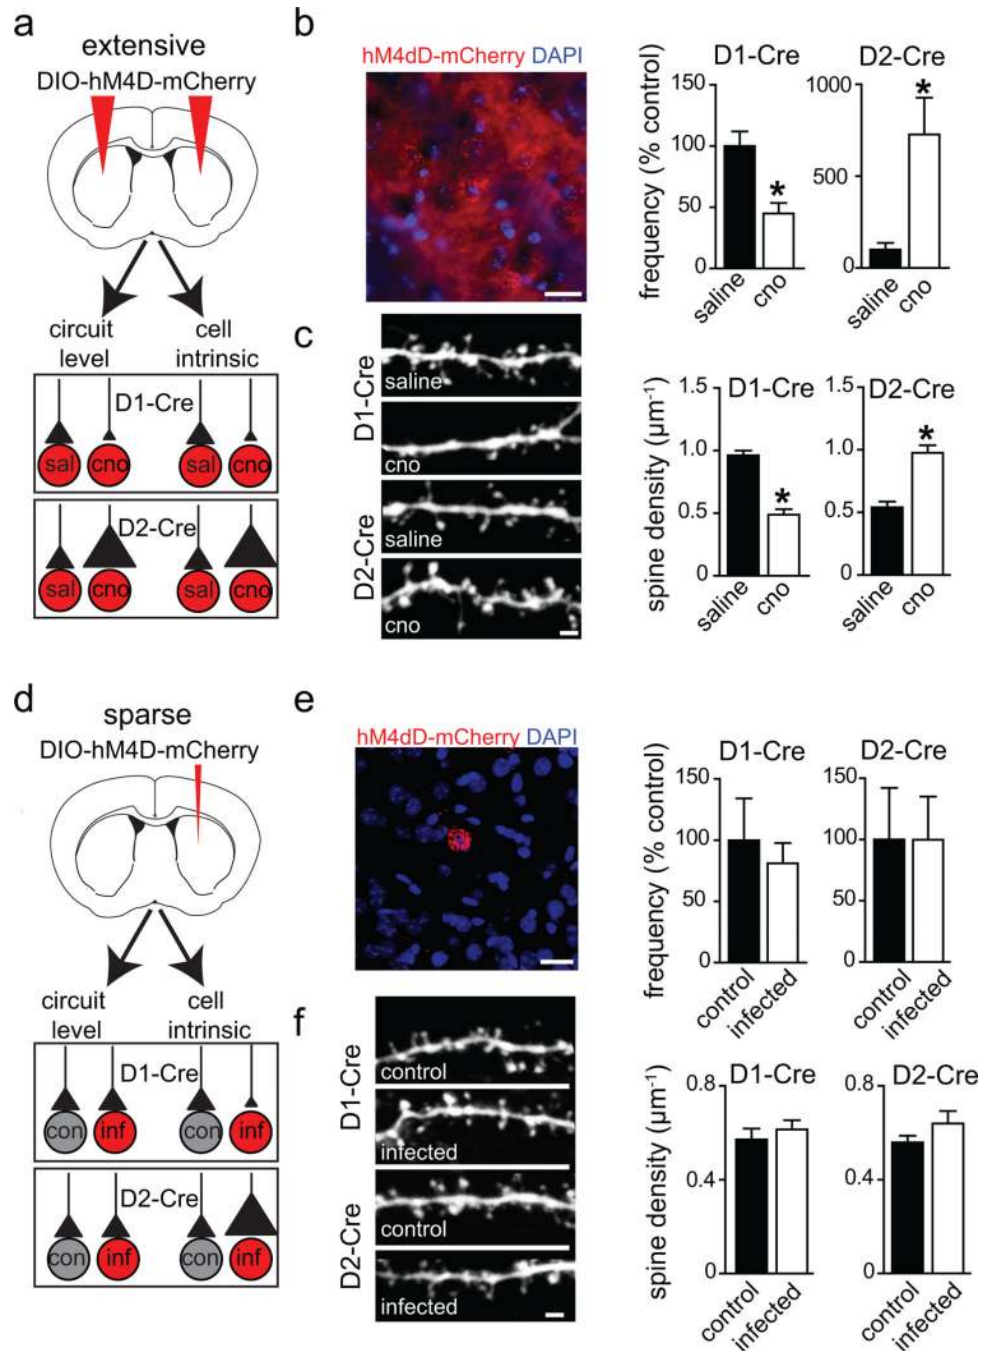 a
extensive
DIO-hM4D-mCherry
circuit level
cell intrinsic
D1-Cre
sal
cno
sal
cno
D2-Cre
sal
cno
sal
cno
b
hM4dD-mCherry DAPI
D1-Cre
frequency (% control)
150
100
50
0
*
saline
cno
D2-Cre
1000
500
0
*
saline
cno
c
D1-Cre
saline
cno
D2-Cre
saline
cno
D1-Cre
spine density (µm⁻¹)
1.5
1.0
0.5
0
*
saline
cno
D2-Cre
1.5
1.0
0.5
0
*
saline
cno
d
sparse
DIO-hM4D-mCherry
circuit level
cell intrinsic
D1-Cre
con
inf
con
inf
D2-Cre
con
inf
con
inf
e
hM4dD-mCherry DAPI
D1-Cre
frequency (% control)
150
100
50
0
control
infected
D2-Cre
150
100
50
0
control
infected
f
D1-Cre
control
infected
D2-Cre
control
infected
D1-Cre
spine density (µm⁻¹)
0.8
0.4
0
control
infected
D2-Cre
0.8
0.4
0
control
infected